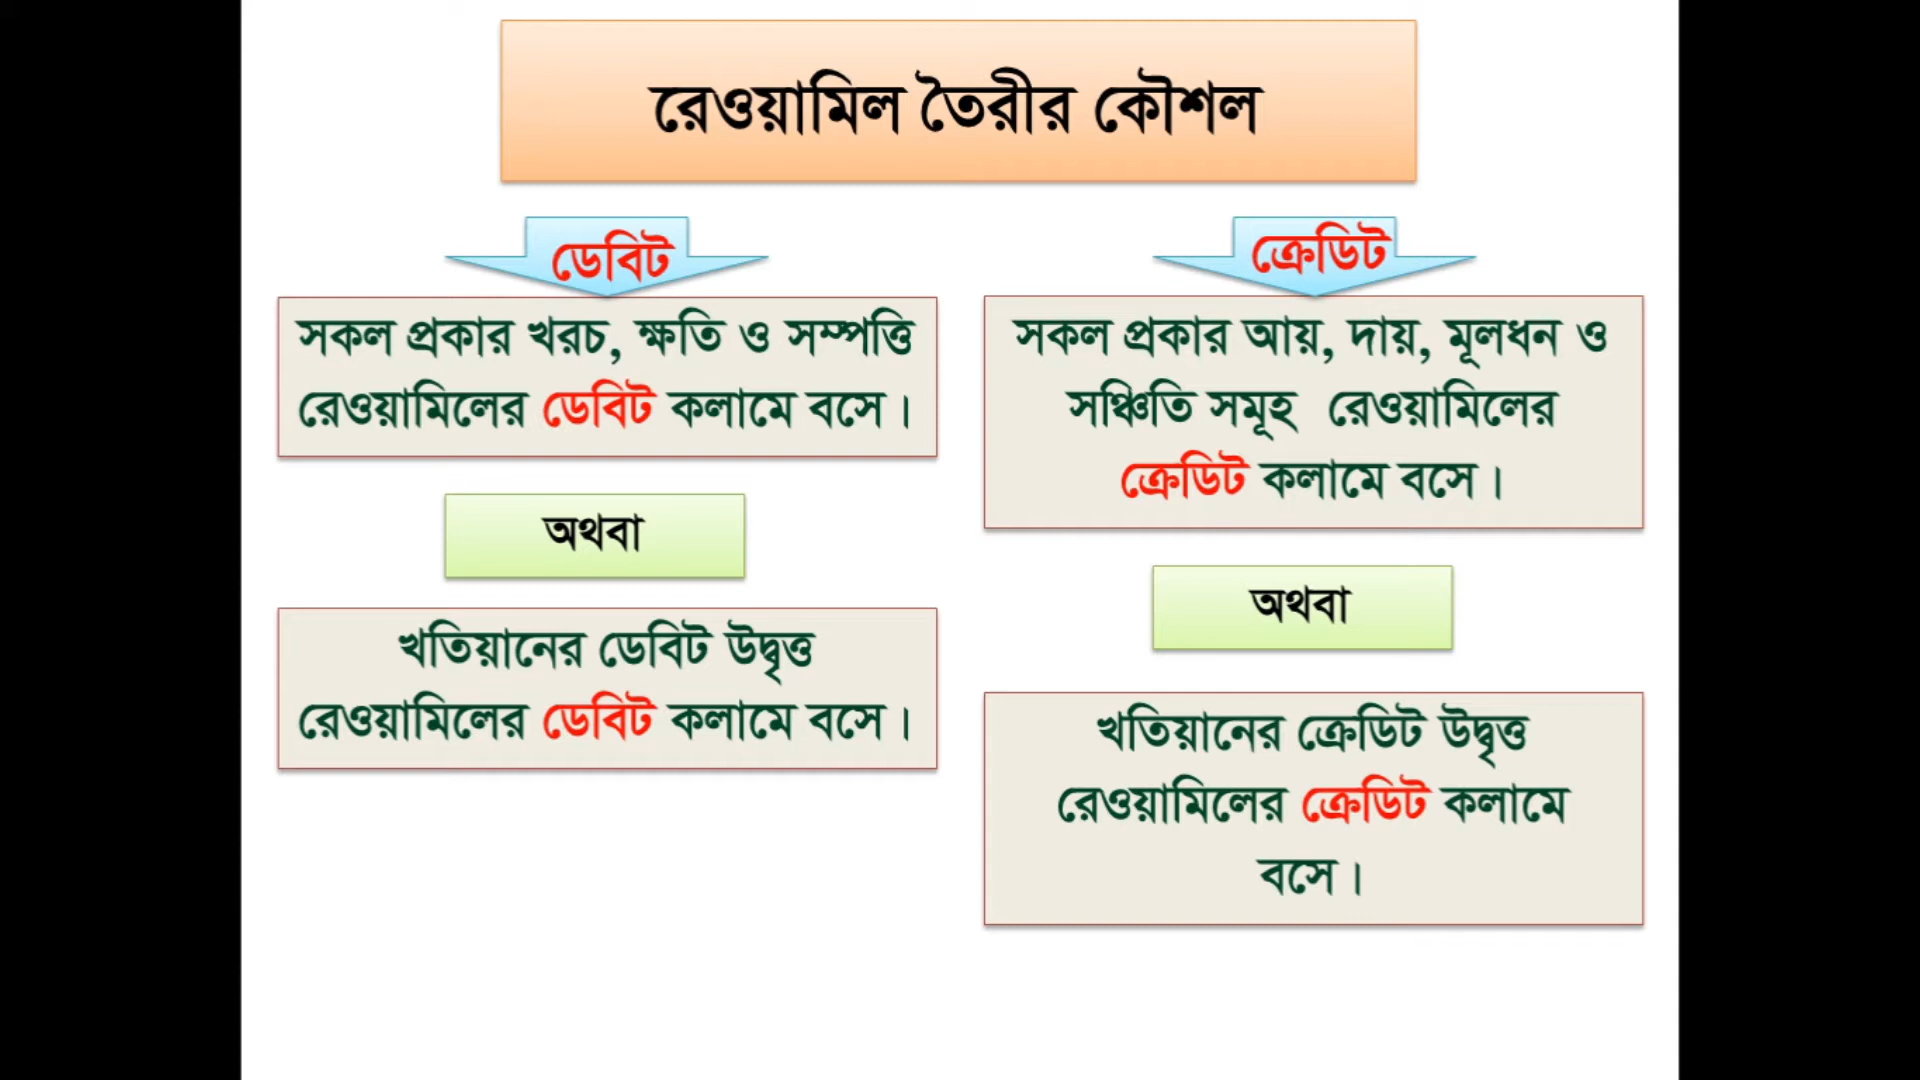 রেওয়ামিল তৈরীর কৌশল
ডেবিট
সকল প্রকার খরচ, ক্ষতি ও সম্পত্তি
রেওয়ামিলের ডেবিট কলামে বসে।
অথবা
খতিয়ানের ডেবিট উদ্বৃত্ত
রেওয়ামিলের ডেবিট কলামে বসে।
ক্রেডিট
সকল প্রকার আয়, দায়, মূলধন ও
সঞ্চিতি সমূহ রেওয়ামিলের
ক্রেডিট কলামে বসে।
অথবা
খতিয়ানের ক্রেডিট উদ্বৃত্ত
রেওয়ামিলের ক্রেডিট কলামে
বসে।